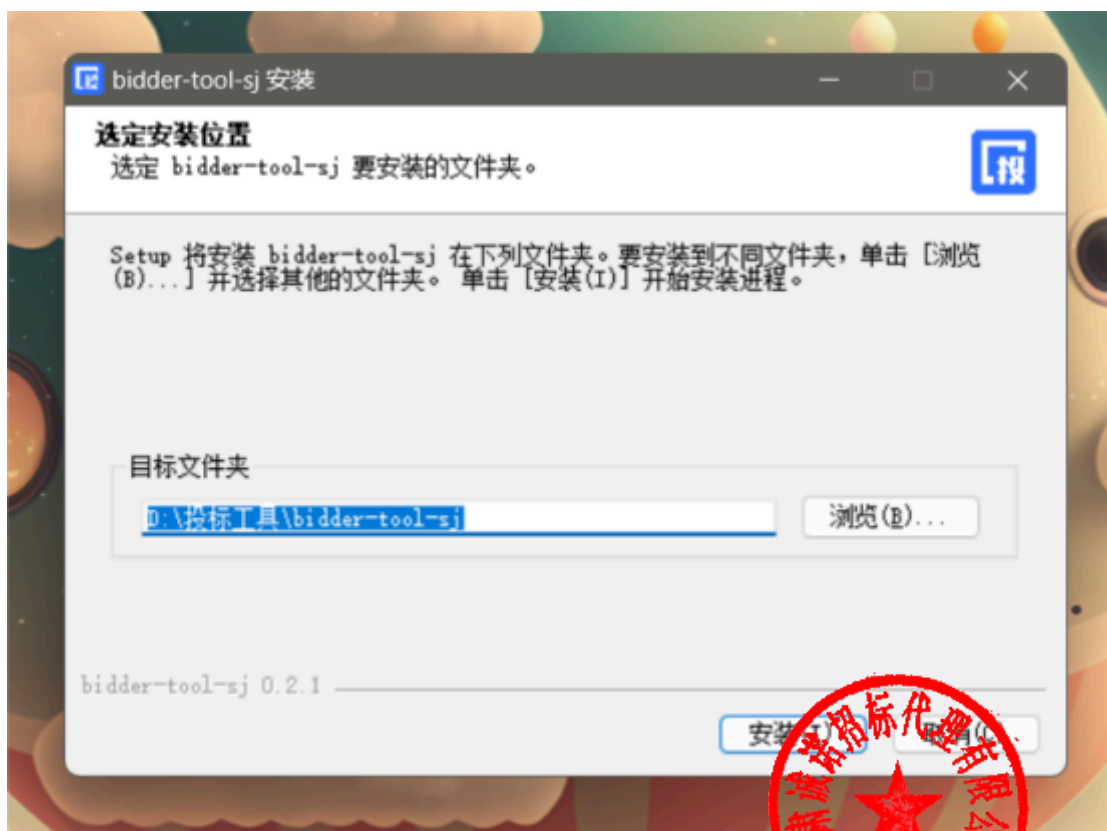 bidder-tool-sj 安装
选定安装位置
选定 bidder-tool-sj 要安装的文件夹。
投
Setup 将安装 bidder-tool-sj 在下列文件夹。要安装到不同文件夹，单击 [浏览
(B)...] 并选择其他的文件夹。 单击 [安装(I)] 开始安装进程。
目标文件夹
D:\投标工具\bidder-tool-sj
浏览(B)...
bidder-tool-sj 0.2.1
安装(I)
取消(C)
诚诺招标代理有限公